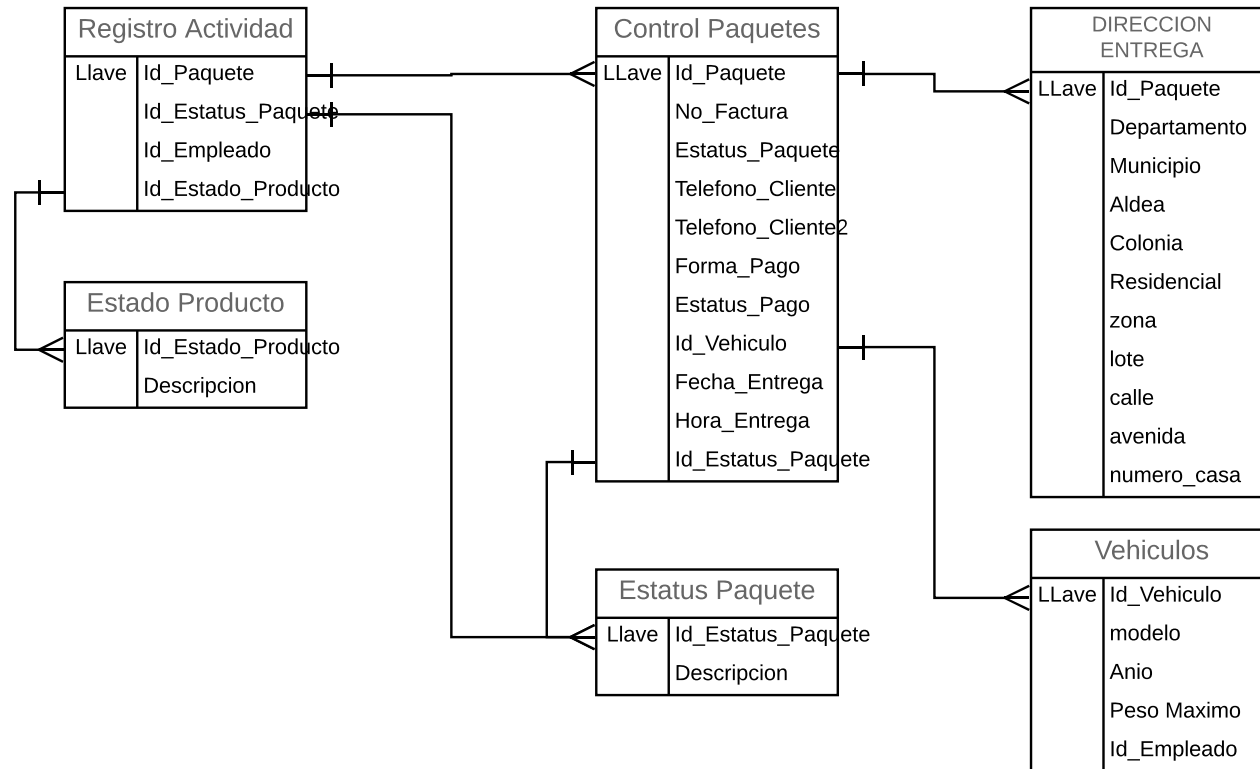 Registro Actividad
Llave Id_Paquete
Id_Estatus_Paquete
Id_Empleado
Id_Estado_Producto
Estado Producto
Llave Id_Estado_Producto
Descripcion
Control Paquetes
LLave Id_Paquete
No_Factura
Estatus_Paquete
Telefono_Cliente
Telefono_Cliente2
Forma_Pago
Estatus_Pago
Id_Vehiculo
Fecha_Entrega
Hora_Entrega
Id_Estatus_Paquete
Estatus Paquete
Llave Id_Estatus_Paquete
Descripcion
DIRECCION
ENTREGA
LLave Id_Paquete
Departamento
Municipio
Aldea
Colonia
Residencial
zona
lote
calle
avenida
numero_casa
Vehiculos
LLave Id_Vehiculo
modelo
Anio
Peso Maximo
Id_Empleado